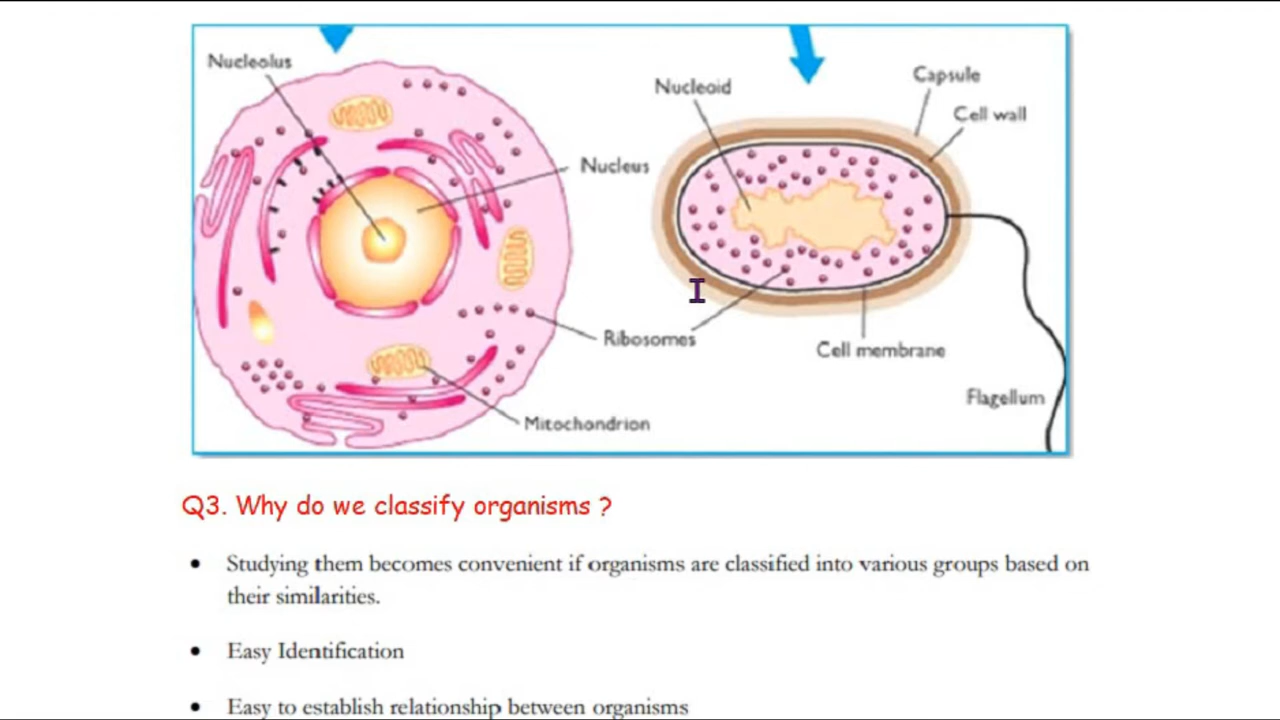 Nucleolus
Nucleus
Ribosomes
Mitochondrion
Nucleoid
Capsule
Cell wall
Cell membrane
Flagellum
Q3. Why do we classify organisms ?
• Studying them becomes convenient if organisms are classified into various groups based on
their similarities.
• Easy Identification
• Easy to establish relationship between organisms